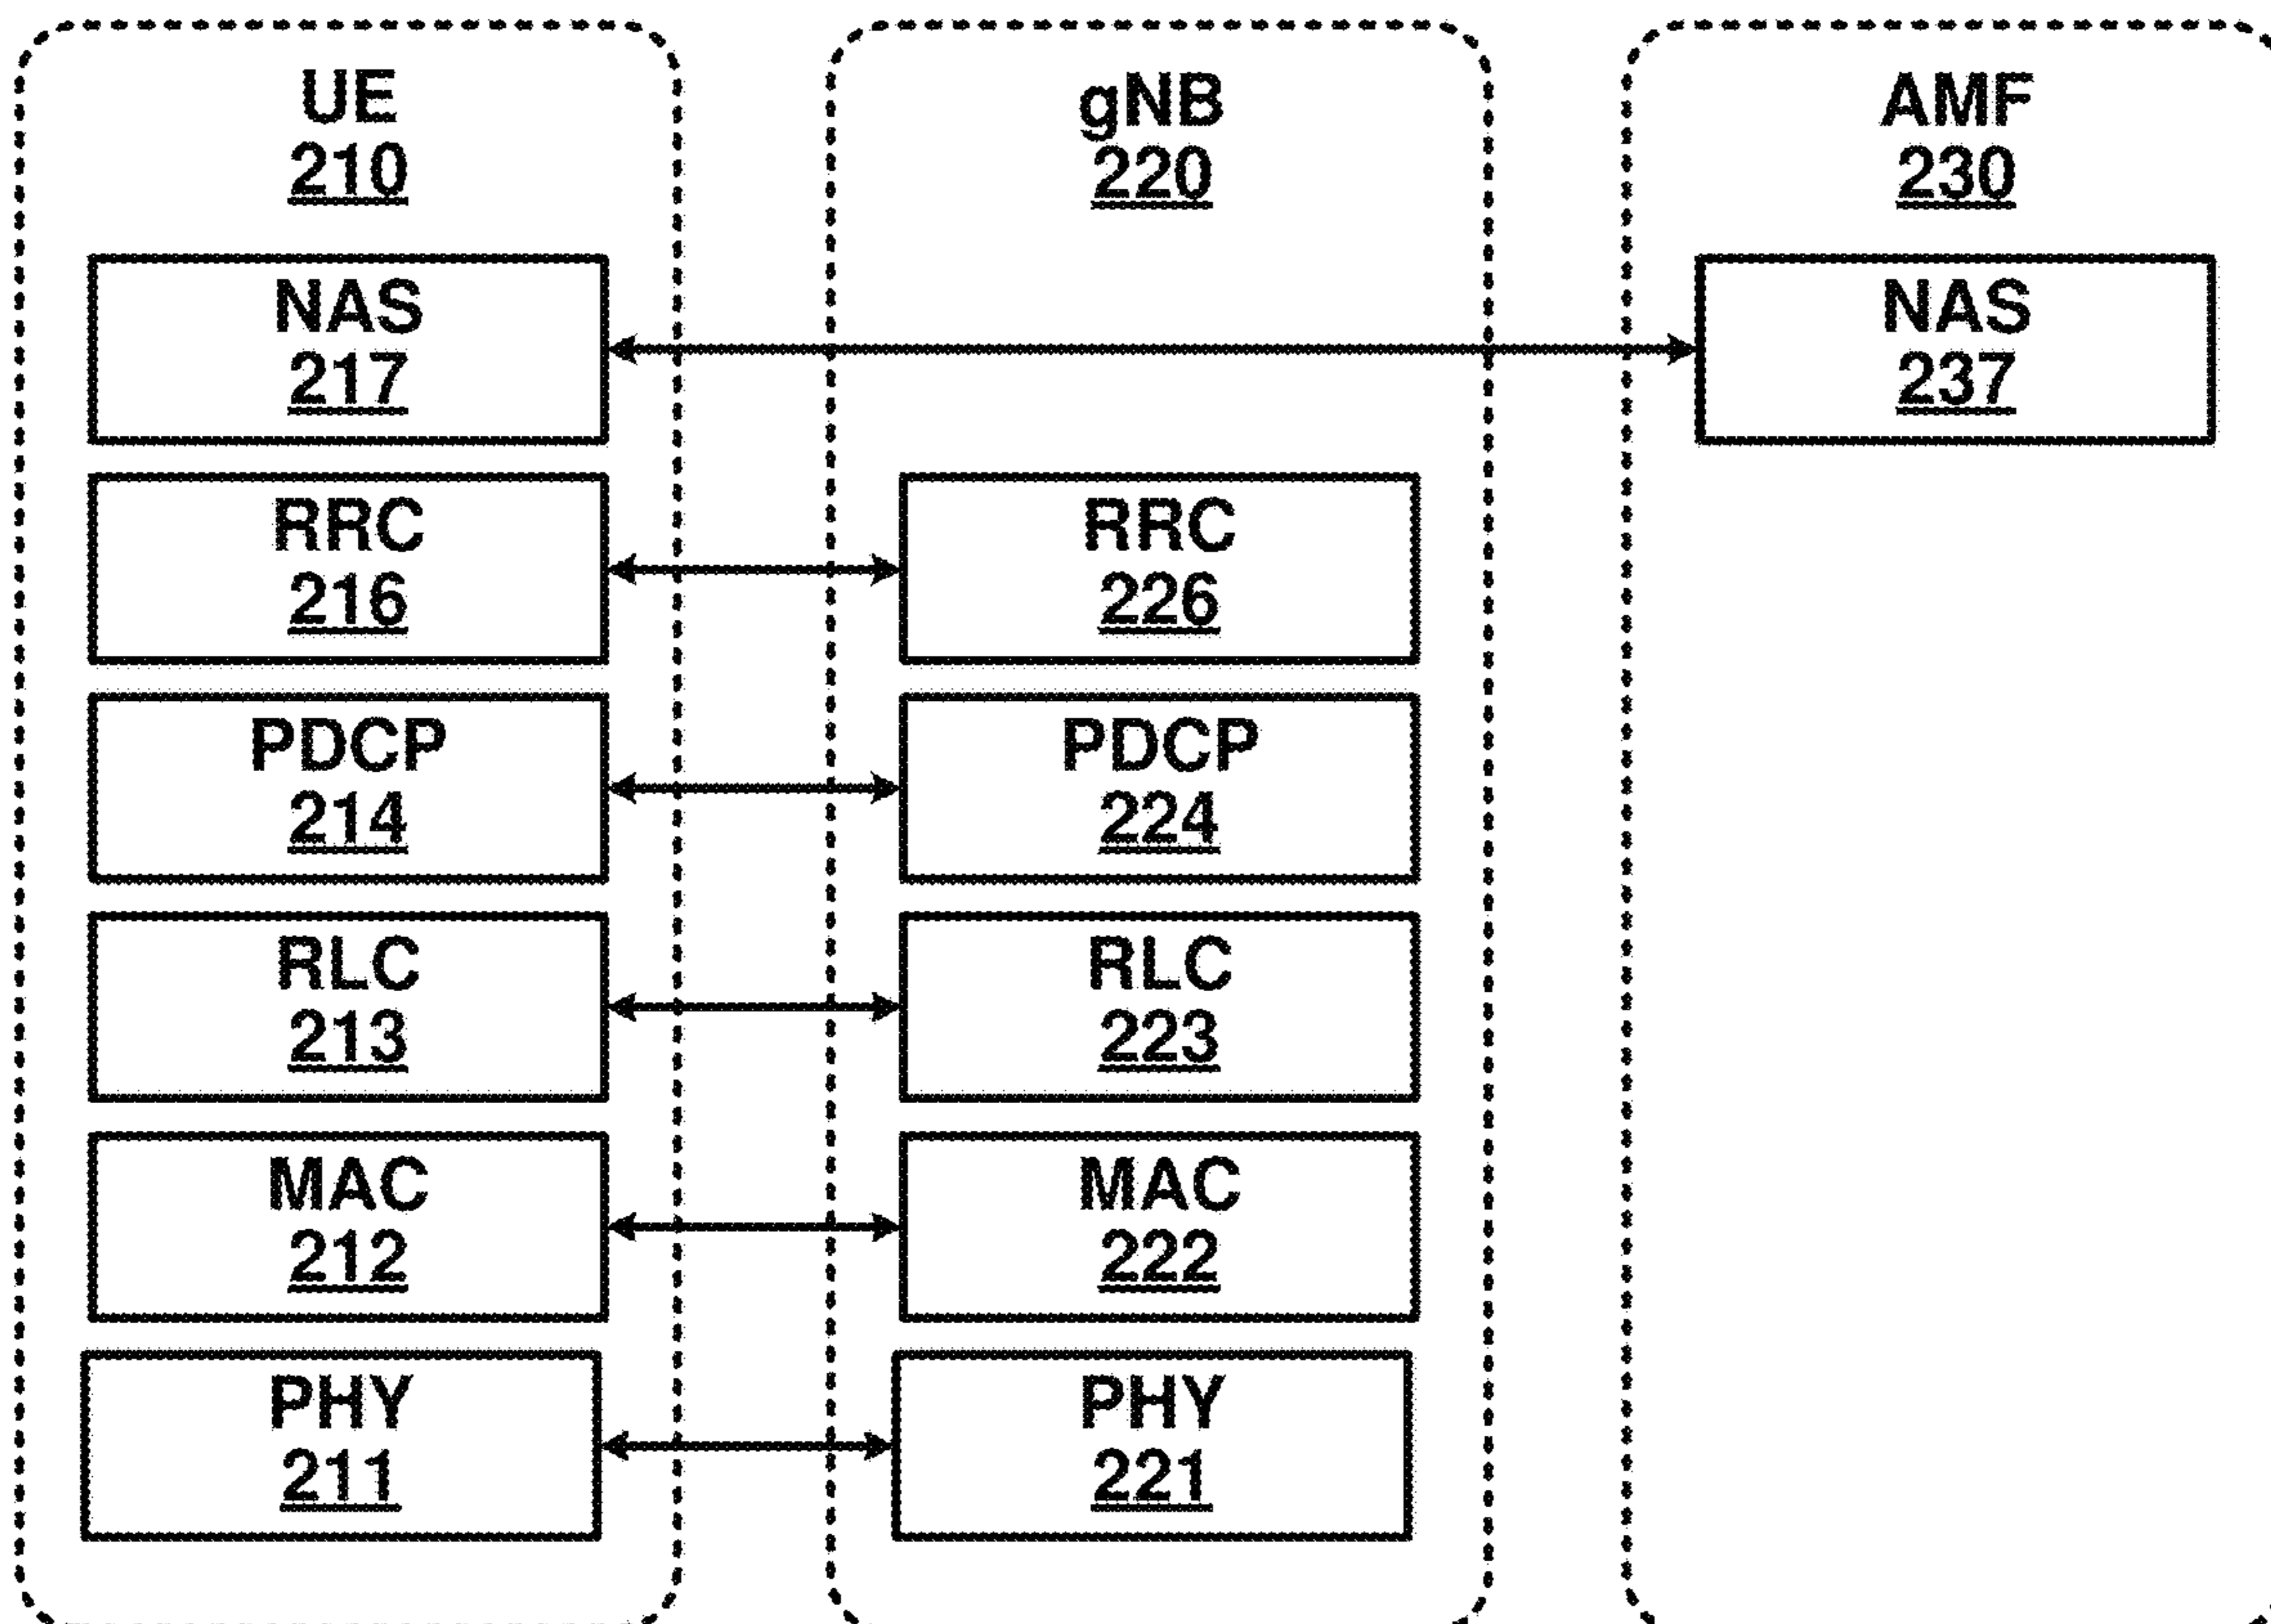 UE
210
gNB
220
AMF
230
NAS
217
NAS
237
RRC
216
RRC
226
PDCP
214
PDCP
224
RLC
213
RLC
223
MAC
212
MAC
222
PHY
211
PHY
221